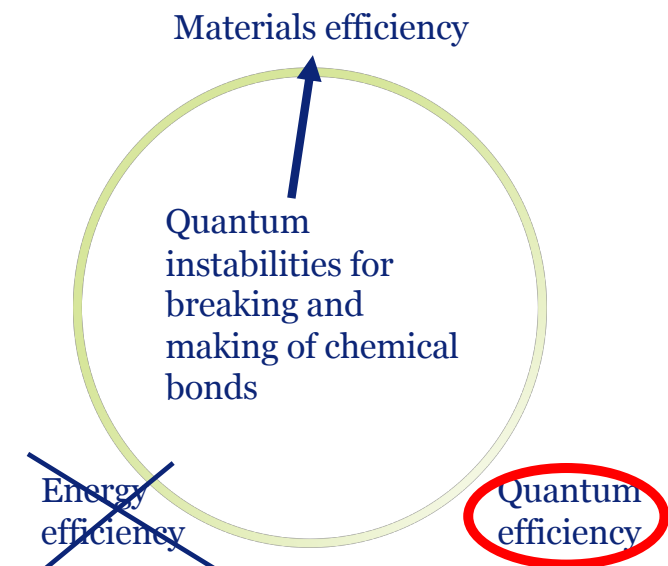 Materials efficiency
Quantum
instabilities for
breaking and
making of chemical
bonds
Energy
efficiency
Quantum
efficiency